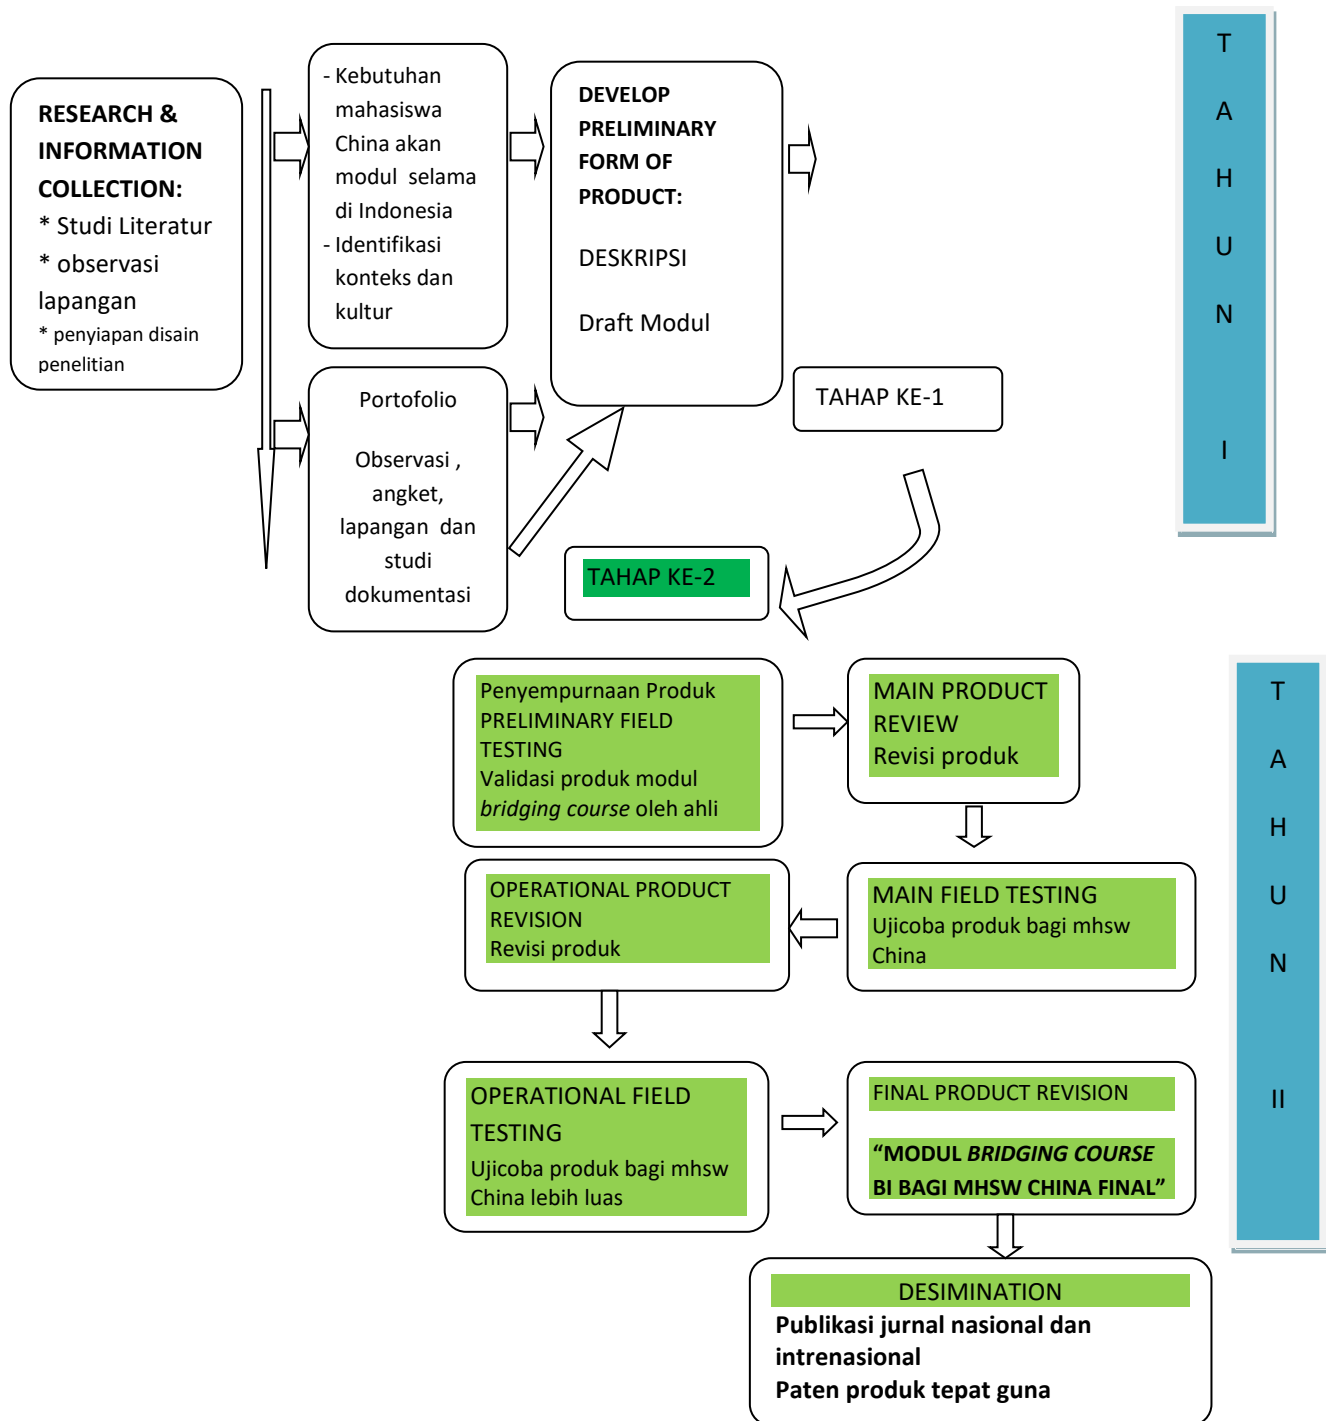 RESEARCH &
INFORMATION
COLLECTION:
* Studi Literatur
* observasi
lapangan
* penyiapan disain
penelitian
- Kebutuhan
mahasiswa
China akan
modul selama
di Indonesia
- Identifikasi
konteks dan
kultur
Portofolio
Observasi ,
angket,
lapangan dan
studi
dokumentasi
DEVELOP
PRELIMINARY
FORM OF
PRODUCT:
DESKRIPSI
Draft Modul
TAHAP KE-1
T
A
H
U
N
I
TAHAP KE-2
Penyempurnaan Produk
PRELIMINARY FIELD
TESTING
Validasi produk modul
bridging course oleh ahli
MAIN PRODUCT
REVIEW
Revisi produk
MAIN FIELD TESTING
Ujicoba produk bagi mhsw
China
OPERATIONAL PRODUCT
REVISION
Revisi produk
OPERATIONAL FIELD
TESTING
Ujicoba produk bagi mhsw
China lebih luas
FINAL PRODUCT REVISION
“MODUL BRIDGING COURSE
BI BAGI MHSW CHINA FINAL”
DESIMINATION
Publikasi jurnal nasional dan
intrenasional
Paten produk tepat guna
T
A
H
U
N
II